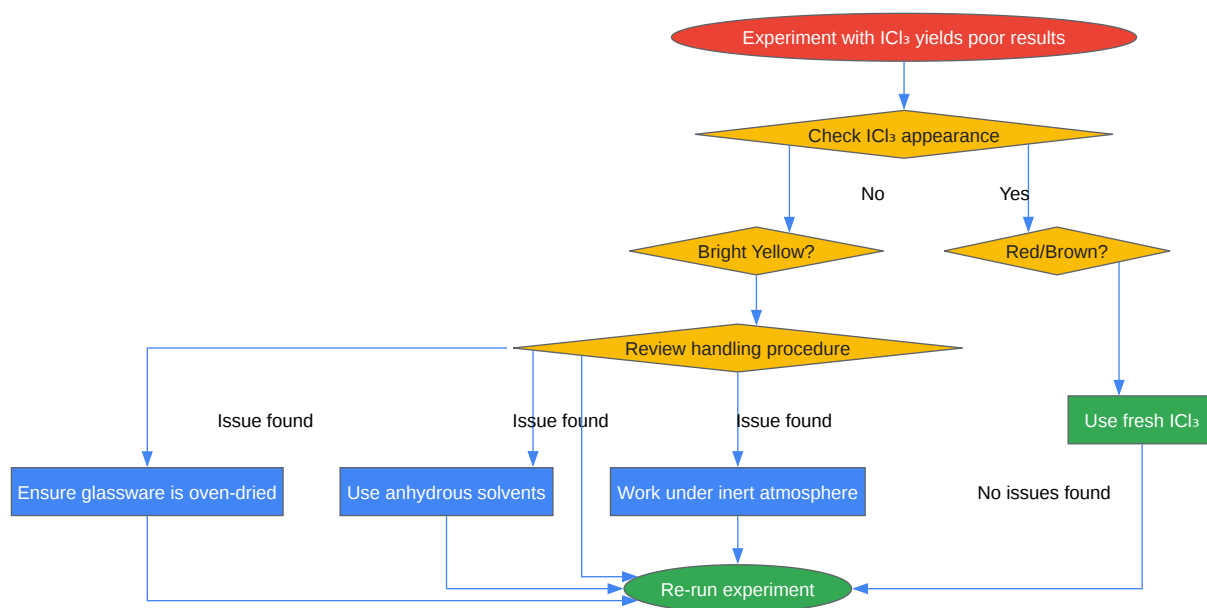 Experiment with ICl₃ yields poor results
Check ICl₃ appearance
No
Yes
Bright Yellow?
Red/Brown?
Review handling procedure
Issue found
Issue found
Issue found
Use fresh ICl₃
Ensure glassware is oven-dried
Use anhydrous solvents
Work under inert atmosphere
No issues found
Re-run experiment